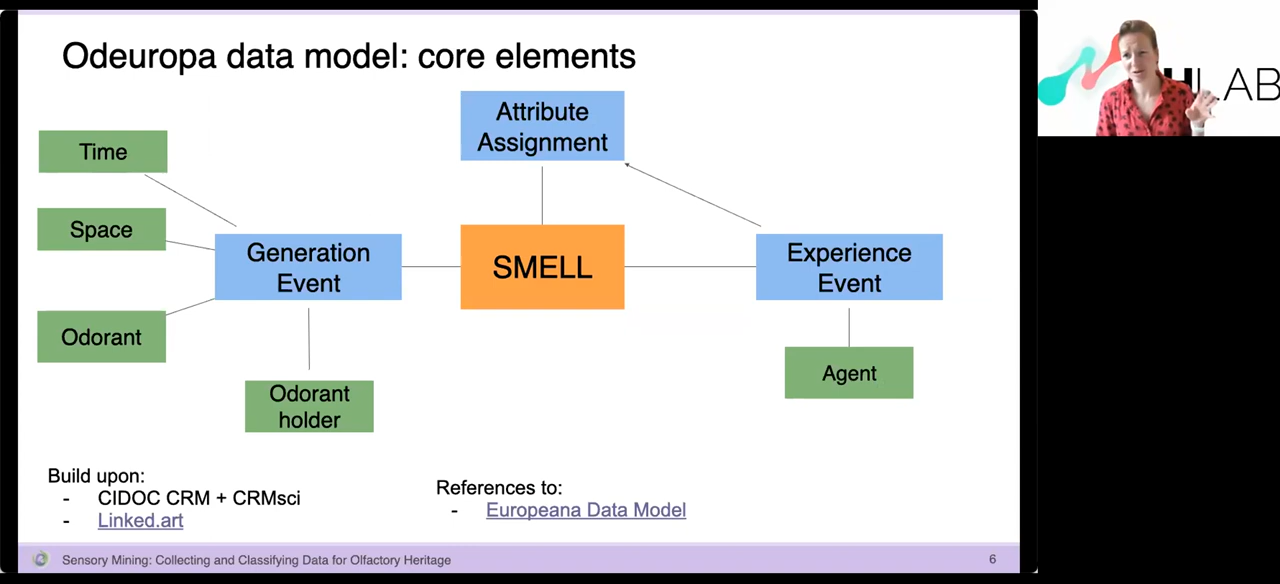 Odeuropa data model: core elements
Attribute
Assignment
Time
Space
Generation
Event
SMELL
Experience
Event
Odorant
Odorant
holder
Agent
Build upon:
- CIDOC CRM + CRMsci
- Linked.art
References to:
- Europeana Data Model
Sensory Mining: Collecting and Classifying Data for Olfactory Heritage
6
LAB